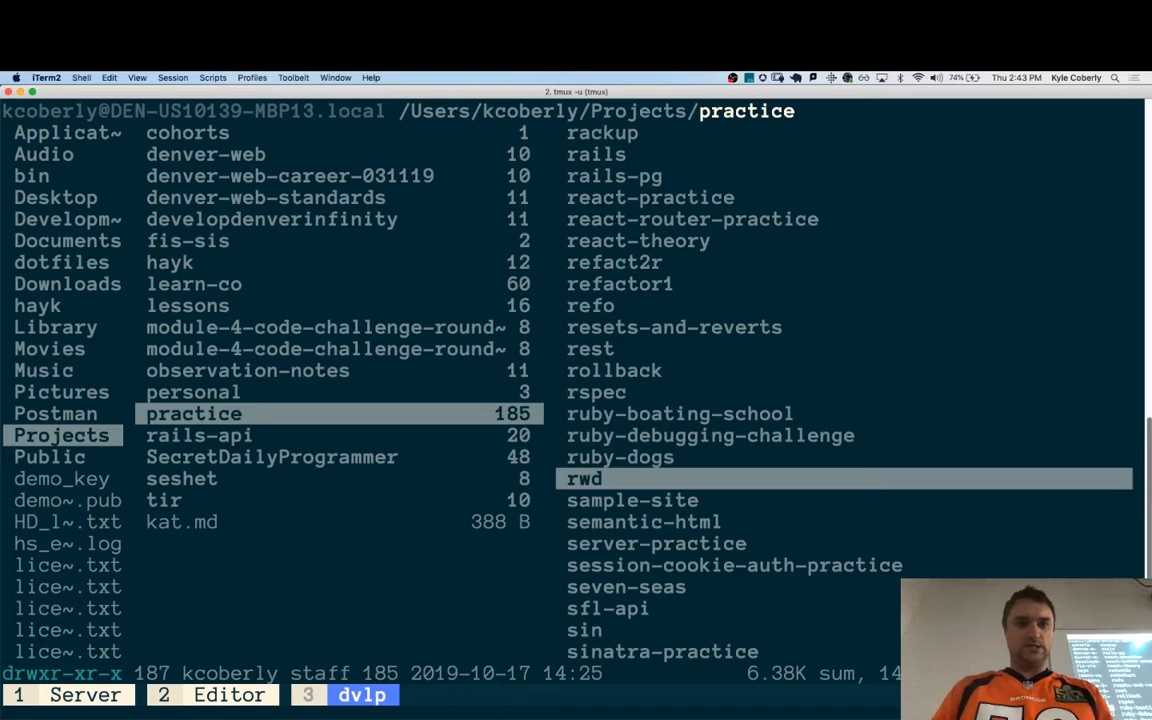 iTerm2 Shell Edit View Session Scripts Profiles Toolbelt Window Help 74% Thu 2:43 PM Kyle Coberly
2. tmux -u (tmux)
kcoberly@DEN-US10139-MBP13.local /Users/kcoberly/Projects/practice
Applicat~ cohorts 1 rackup
Audio denver-web 10 rails
bin denver-web-career-031119 10 rails-pg
Desktop denver-web-standards 11 react-practice
Developm~ developdenverinfinity 11 react-router-practice
Documents fis-sis 2 react-theory
dotfiles hayk 12 refact2r
Downloads learn-co 60 refactor1
hayk lessons 16 refo
Library module-4-code-challenge-round~ 8 resets-and-reverts
Movies module-4-code-challenge-round~ 8 rest
Music observation-notes 11 rollback
Pictures personal 3 rspec
Postman practice 185 ruby-boating-school
Projects rails-api 20 ruby-debugging-challenge
Public SecretDailyProgrammer 48 ruby-dogs
demo_key seshet 8 rwd
demo~.pub tir 10 sample-site
HD_l~.txt kat.md 388 B semantic-html
hs_e~.log server-practice
lice~.txt session-cookie-auth-practice
lice~.txt seven-seas
lice~.txt sfl-api
lice~.txt sin
lice~.txt sinatra-practice
drwxr-xr-x 187 kcoberly staff 185 2019-10-17 14:25 6.38K sum, 14
1 Server 2 Editor 3 dvlp
BRONCOS